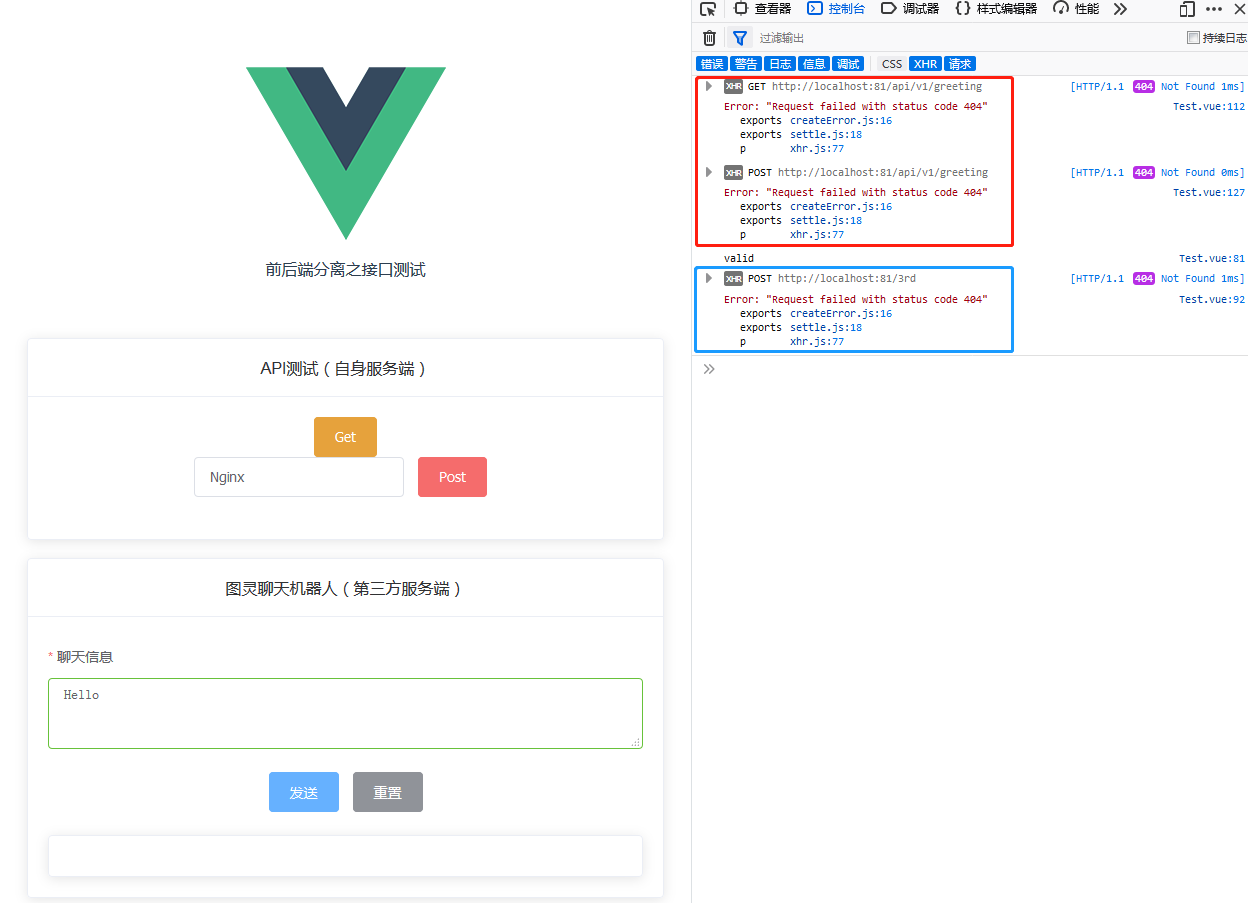 前后端分离之接口测试
API测试（自身服务端）
Get
Nginx
Post
图灵聊天机器人（第三方服务端）
* 聊天信息
Hello
发送
重置
查看器 控制台 调试器 {} 样式编辑器 性能
过滤输出
持续日志
错误 警告 日志 信息 调试 CSS XHR 请求
XHR GET http://localhost:81/api/v1/greeting [HTTP/1.1 404 Not Found 1ms]
Error: "Request failed with status code 404" Test.vue:112
exports createError.js:16
exports settle.js:18
p xhr.js:77
XHR POST http://localhost:81/api/v1/greeting [HTTP/1.1 404 Not Found 0ms]
Error: "Request failed with status code 404" Test.vue:127
exports createError.js:16
exports settle.js:18
p xhr.js:77
valid Test.vue:81
XHR POST http://localhost:81/3rd [HTTP/1.1 404 Not Found 1ms]
Error: "Request failed with status code 404" Test.vue:92
exports createError.js:16
exports settle.js:18
p xhr.js:77